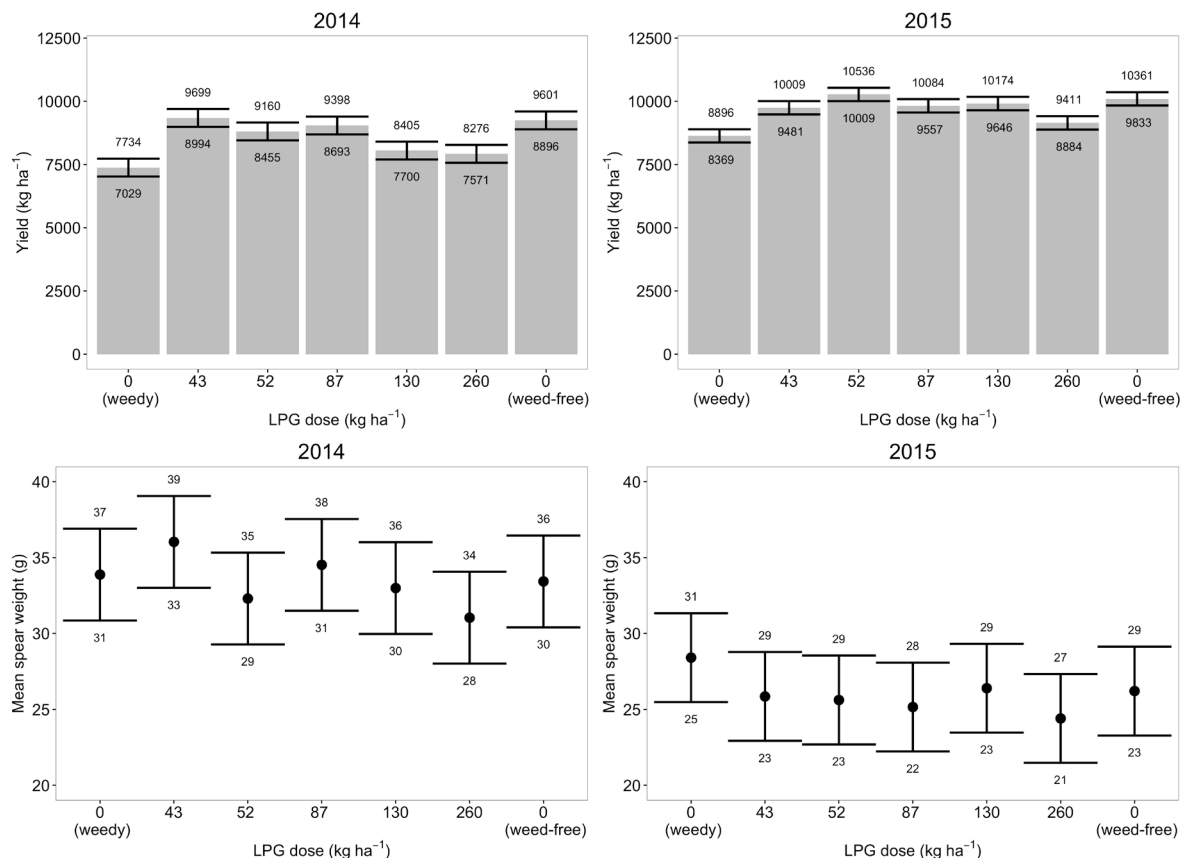 2014
Yield (kg ha⁻¹)
12500
10000
7500
5000
2500
0
7734 9699 9160 9398 8405 8276 9601
7029 8994 8455 8693 7700 7571 8896
0 43 52 87 130 260 0
(weedy) (weed-free)
LPG dose (kg ha⁻¹)
2015
Yield (kg ha⁻¹)
12500
10000
7500
5000
2500
0
8896 10009 10536 10084 10174 9411 10361
8369 9481 10009 9557 9646 8884 9833
0 43 52 87 130 260 0
(weedy) (weed-free)
LPG dose (kg ha⁻¹)
2014
Mean spear weight (g)
40
35
30
25
20
37 39 35 38 36 34 36
31 33 29 31 30 28 30
0 43 52 87 130 260 0
(weedy) (weed-free)
LPG dose (kg ha⁻¹)
2015
Mean spear weight (g)
40
35
30
25
20
31 29 29 28 29 27 29
25 23 23 22 23 21 23
0 43 52 87 130 260 0
(weedy) (weed-free)
LPG dose (kg ha⁻¹)